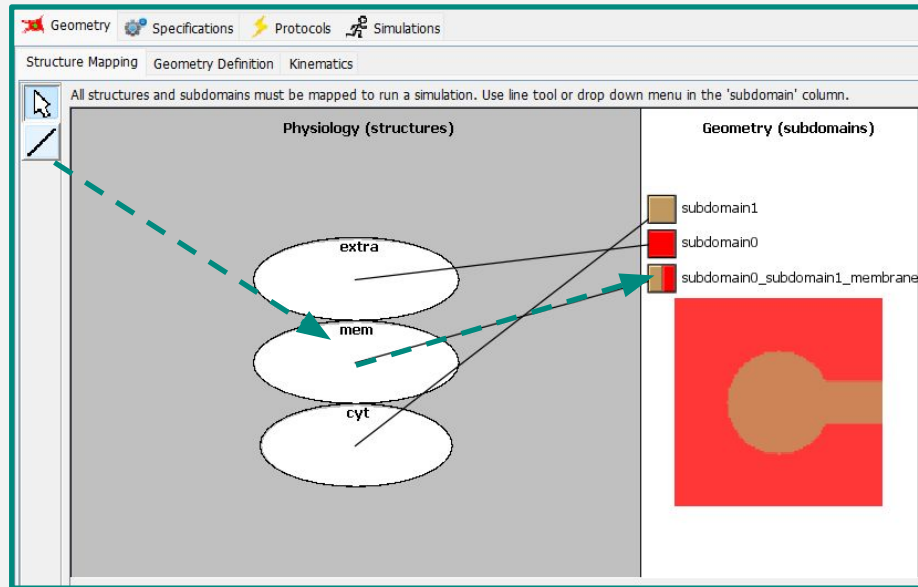 Geometry Specifications Protocols Simulations
Structure Mapping Geometry Definition Kinematics
All structures and subdomains must be mapped to run a simulation. Use line tool or drop down menu in the 'subdomain' column.
Physiology (structures) Geometry (subdomains)
subdomain1
subdomain0
extra
subdomain0_subdomain1_membrane
mem
cyt